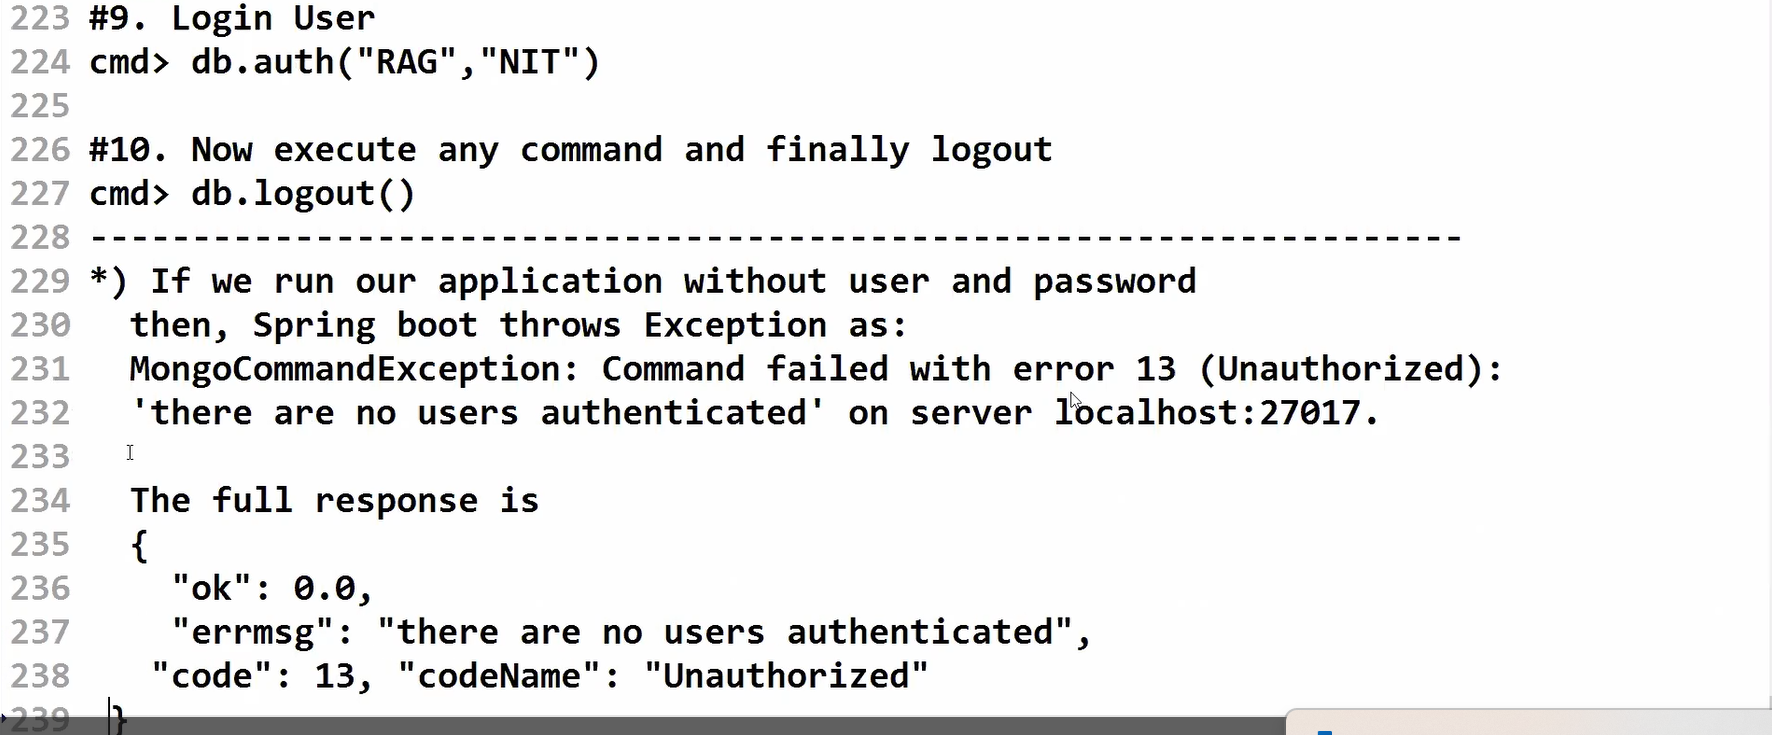 223 #9. Login User
224 cmd> db.auth("RAG","NIT")
225
226 #10. Now execute any command and finally logout
227 cmd> db.logout()
228 -------------------------------------------------------------------
229 *) If we run our application without user and password
230 then, Spring boot throws Exception as:
231 MongoCommandException: Command failed with error 13 (Unauthorized):
232 'there are no users authenticated' on server localhost:27017.
233
234 The full response is
235 {
236 "ok": 0.0,
237 "errmsg": "there are no users authenticated",
238 "code": 13, "codeName": "Unauthorized"
239 }